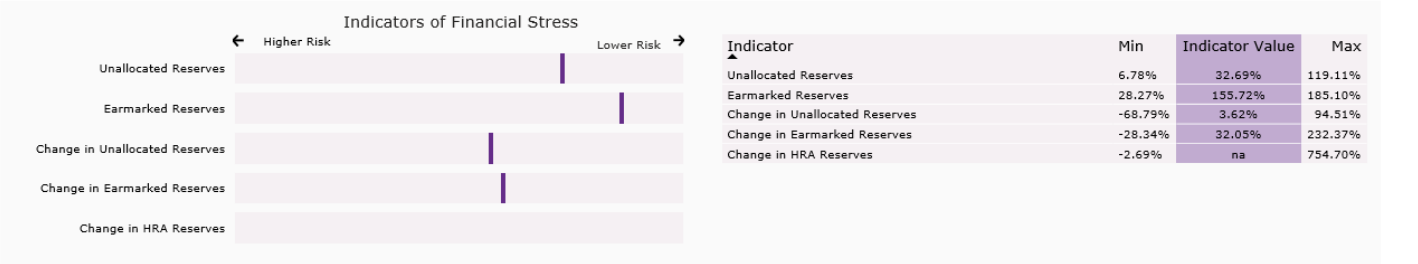 Indicators of Financial Stress
← Higher Risk Lower Risk →
Unallocated Reserves
Earmarked Reserves
Change in Unallocated Reserves
Change in Earmarked Reserves
Change in HRA Reserves
Indicator Min Indicator Value Max
Unallocated Reserves 6.78% 32.69% 119.11%
Earmarked Reserves 28.27% 155.72% 185.10%
Change in Unallocated Reserves -68.79% 3.62% 94.51%
Change in Earmarked Reserves -28.34% 32.05% 232.37%
Change in HRA Reserves -2.69% na 754.70%